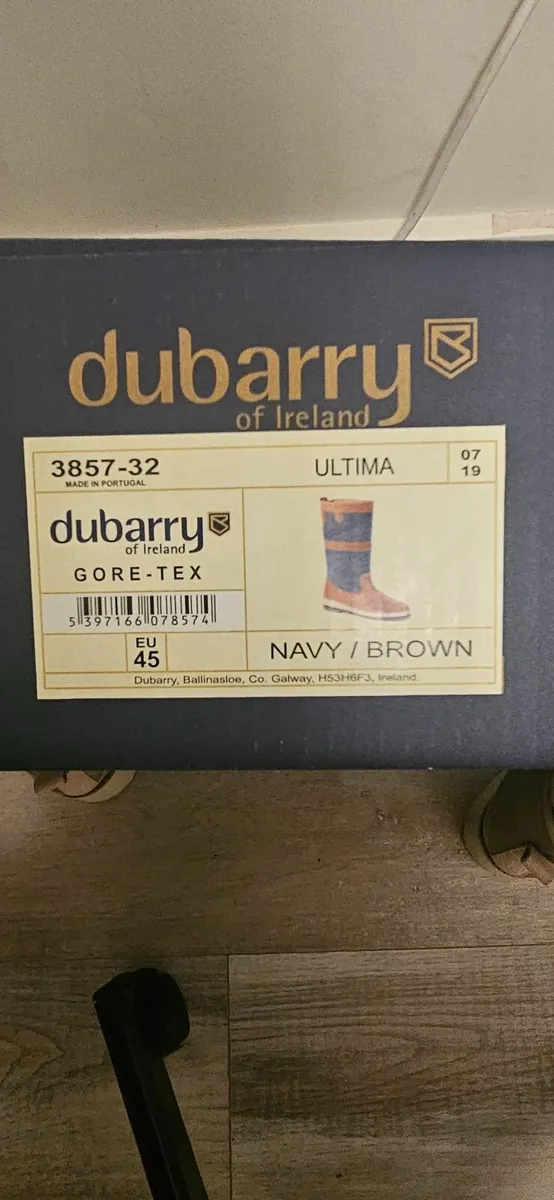 dubarry
of Ireland
3857-32
MADE IN PORTUGAL
ULTIMA
07
19
dubarry
of Ireland
GORE-TEX
5 397166 078574
EU
45
NAVY / BROWN
Dubarry, Ballinasloe, Co. Galway, H53H6F3, Ireland.